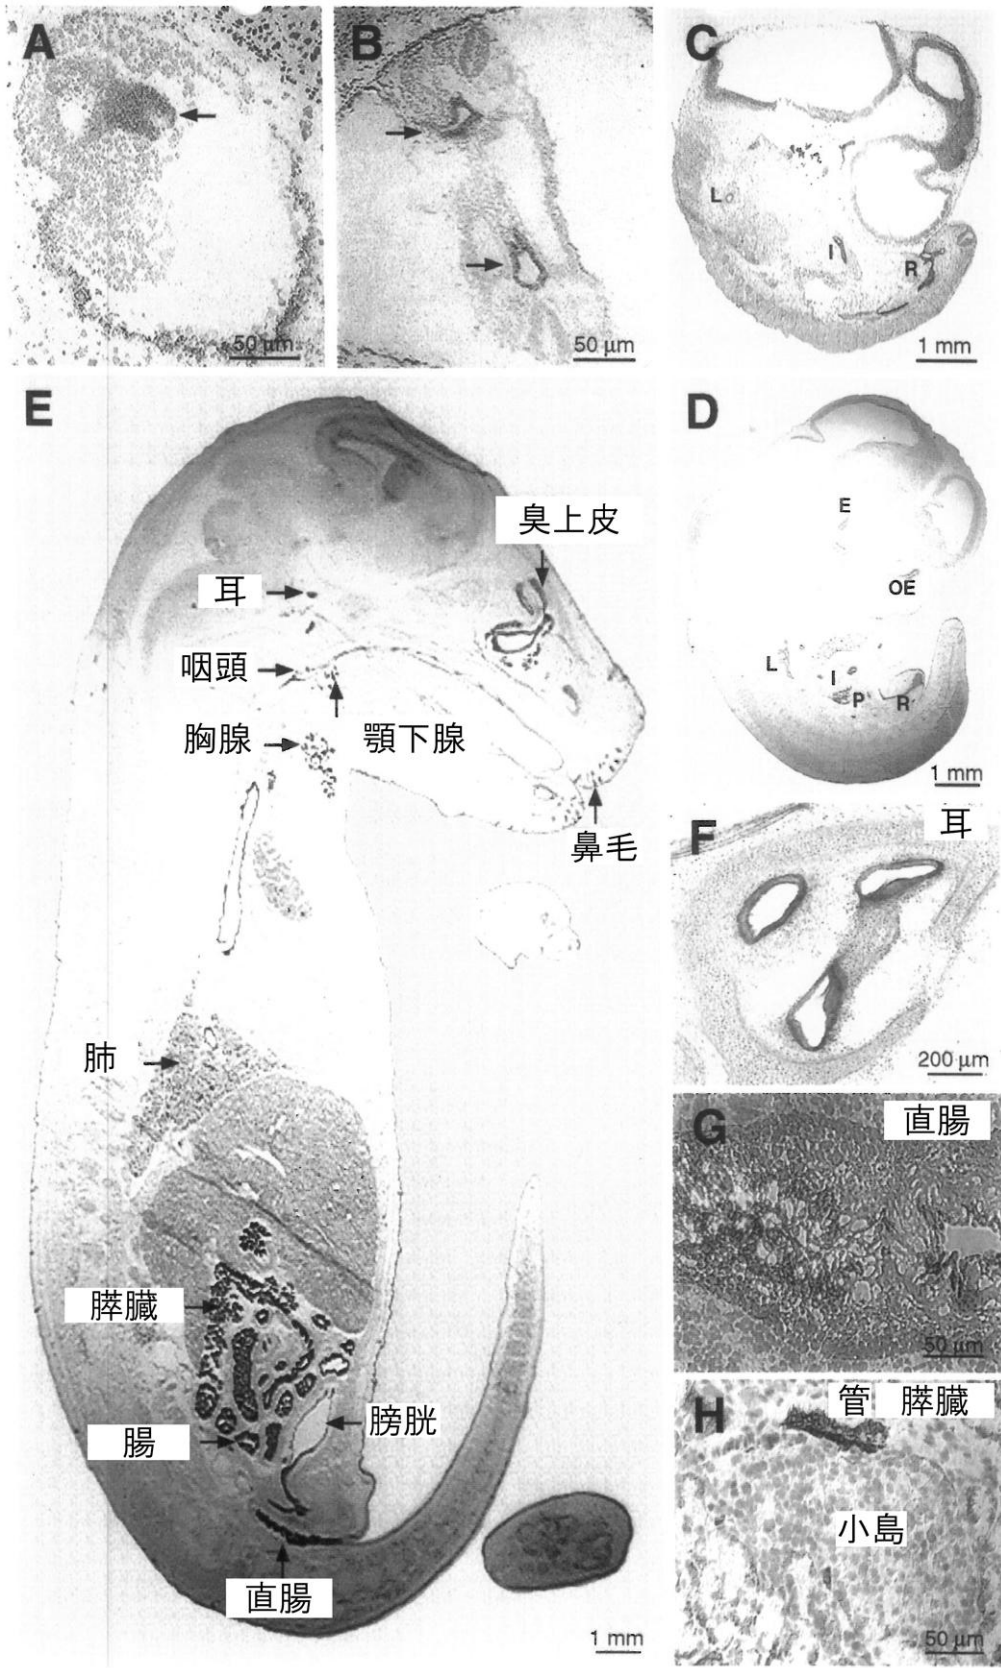 A
50 µm
B
50 µm
C
L
I
R
1 mm
D
E
OE
L
I
P
R
1 mm
E
臭上皮
耳
咽頭
顎下腺
胸腺
鼻毛
肺
膵臓
腸
膀胱
直腸
1 mm
F
耳
200 µm
G
直腸
50 µm
H
管 膵臓
小島
50 µm